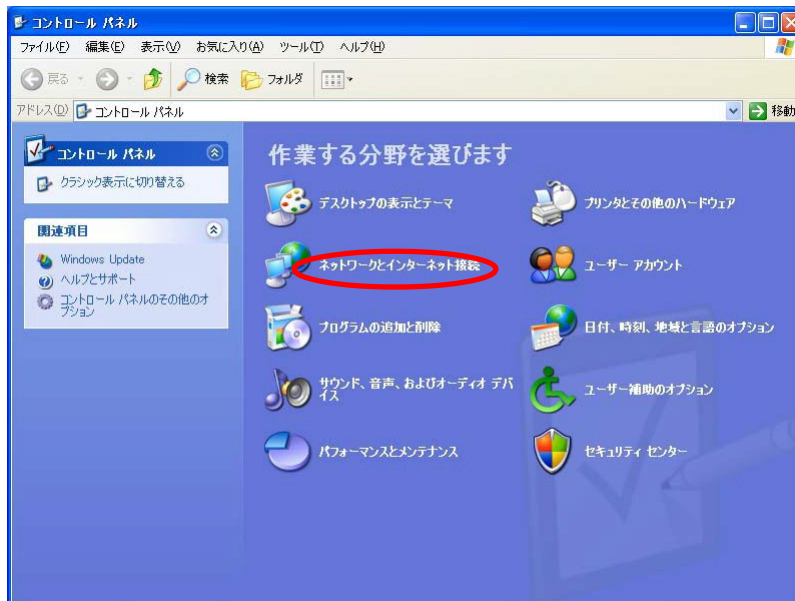 コントロール パネル
ファイル(F) 編集(E) 表示(V) お気に入り(A) ツール(T) ヘルプ(H)
戻る 検索 フォルダ
アドレス(D) コントロール パネル 移動
コントロール パネル
クラシック表示に切り替える
関連項目
Windows Update
ヘルプとサポート
コントロール パネルのその他のオ
プション
作業する分野を選びます
デスクトップの表示とテーマ
プリンタとその他のハードウェア
ネットワークとインターネット接続
ユーザー アカウント
プログラムの追加と削除
日付、時刻、地域と言語のオプション
サウンド、音声、およびオーディオ デバ
イス
ユーザー補助のオプション
パフォーマンスとメンテナンス
セキュリティ センター